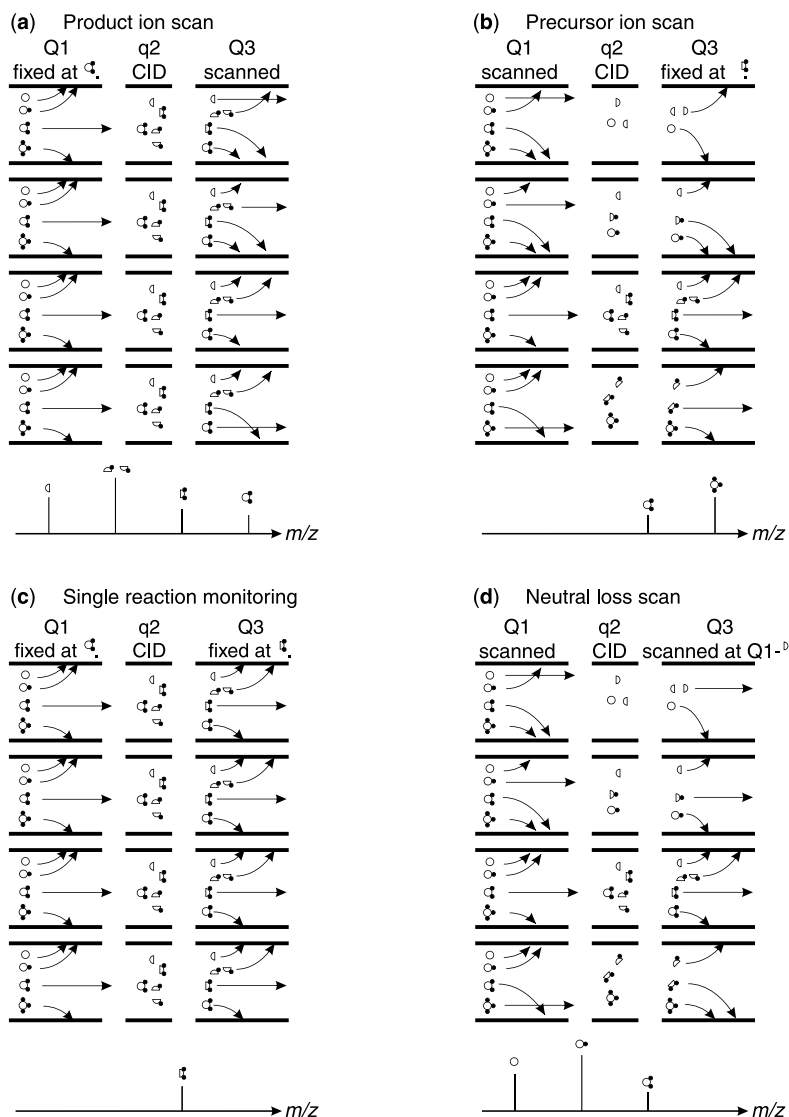 (a) Product ion scan
Q1 q2 Q3
fixed at CID scanned
m/z
(b) Precursor ion scan
Q1 q2 Q3
scanned CID fixed at
m/z
(c) Single reaction monitoring
Q1 q2 Q3
fixed at CID fixed at
m/z
(d) Neutral loss scan
Q1 q2 Q3
scanned CID scanned at Q1-
m/z